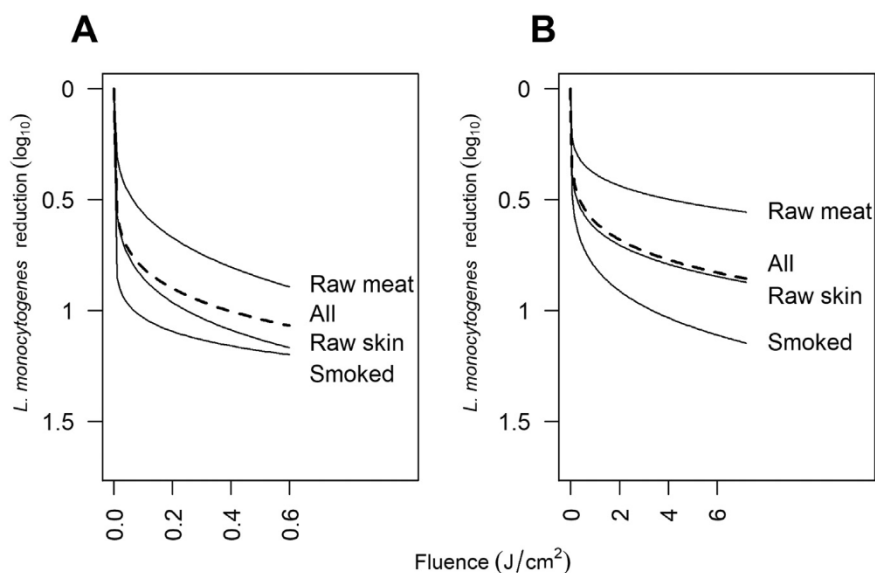 A
B
L. monocytogenes reduction (log₁₀)
0
0.5
1
1.5
Raw meat
All
Raw skin
Smoked
0.0
0.2
0.4
0.6
L. monocytogenes reduction (log₁₀)
0
0.5
1
1.5
Raw meat
All
Raw skin
Smoked
0
2
4
6
Fluence (J/cm²)